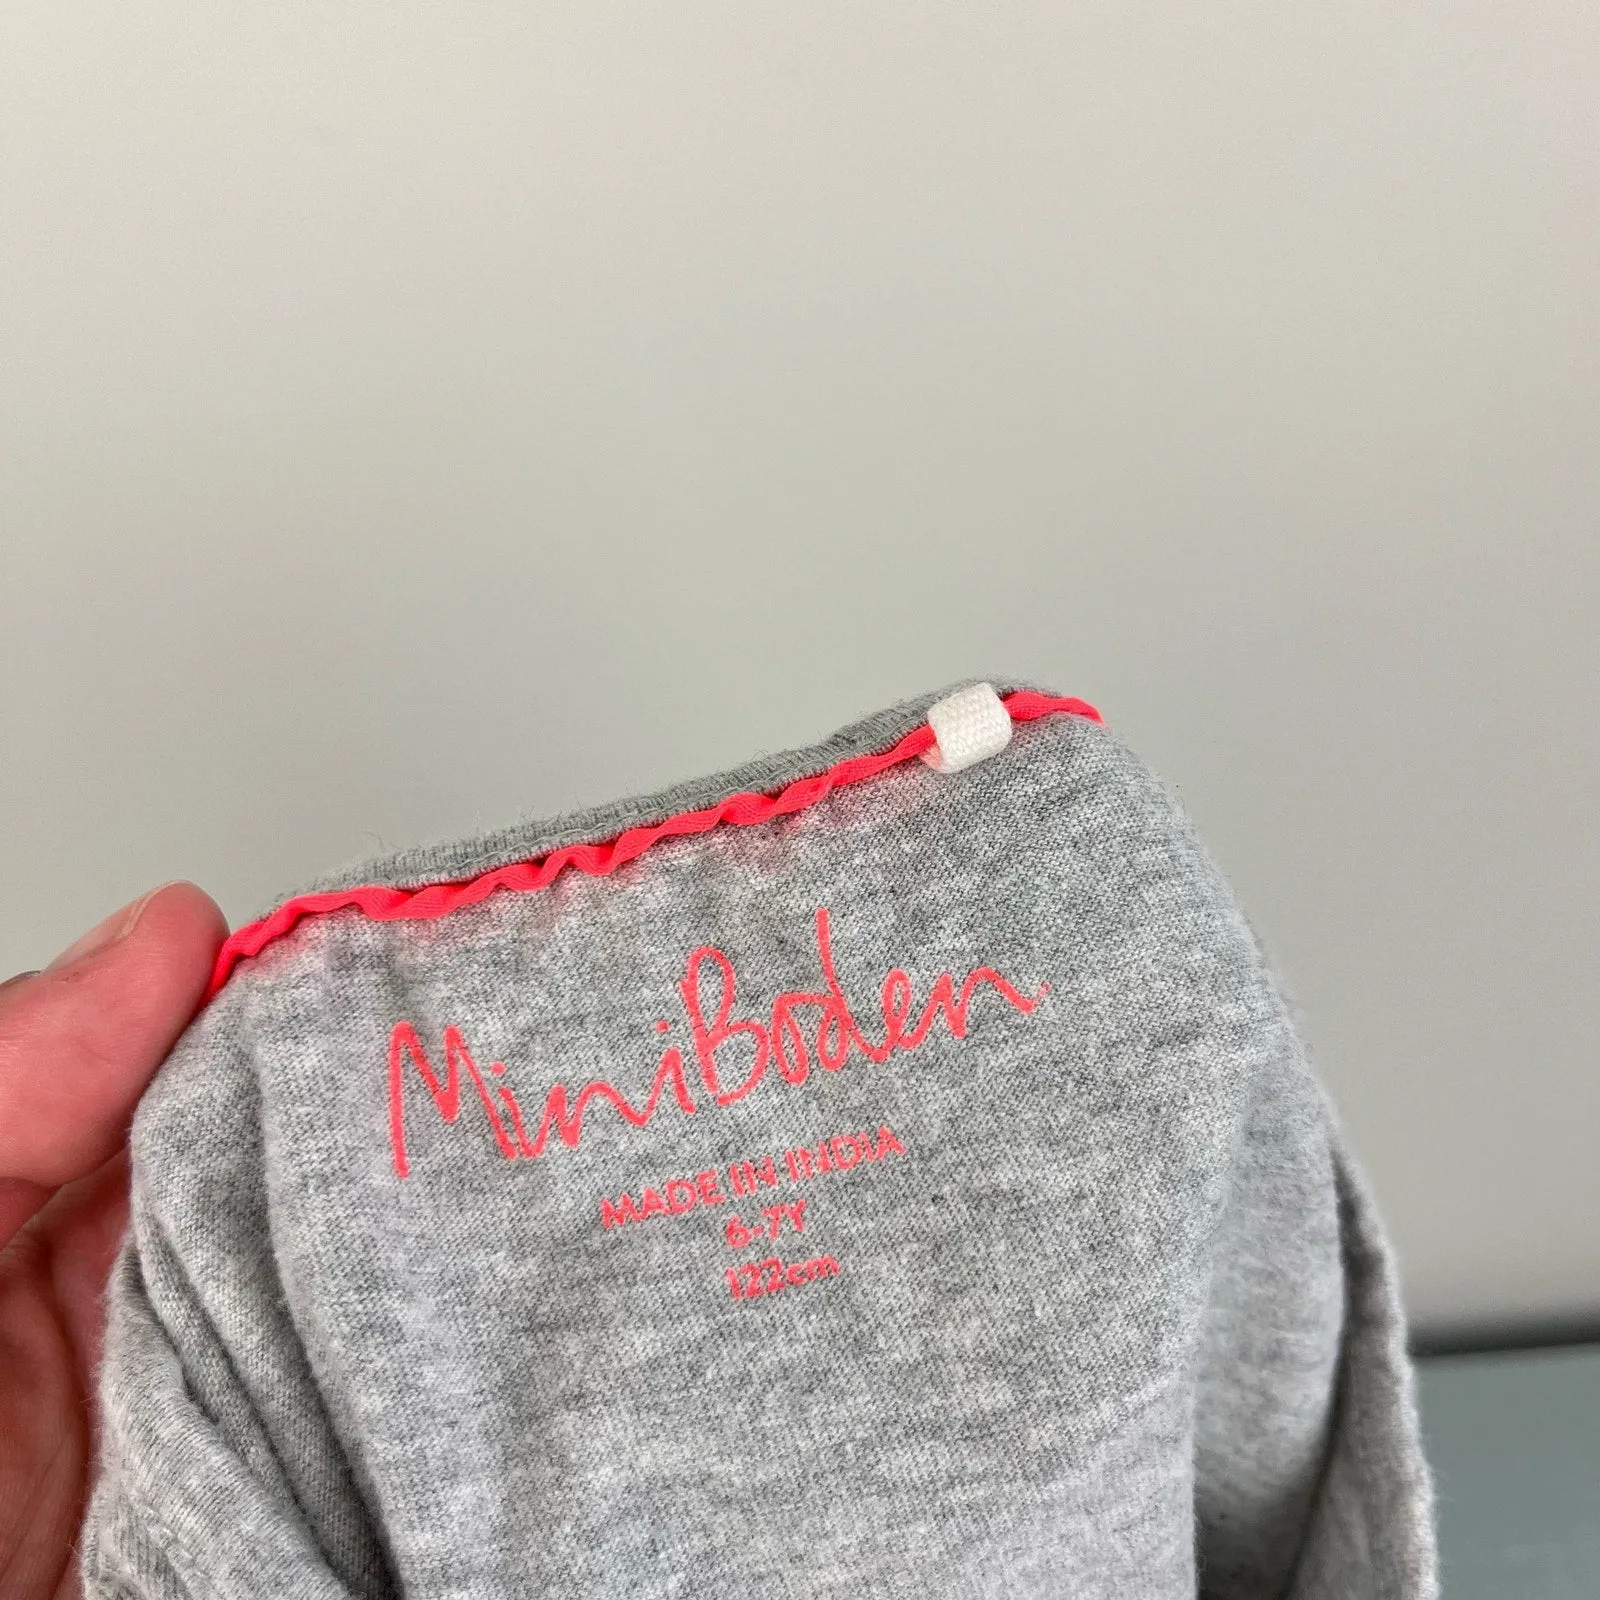 MiniBoden
MADE IN INDIA
6-7Y
122cm